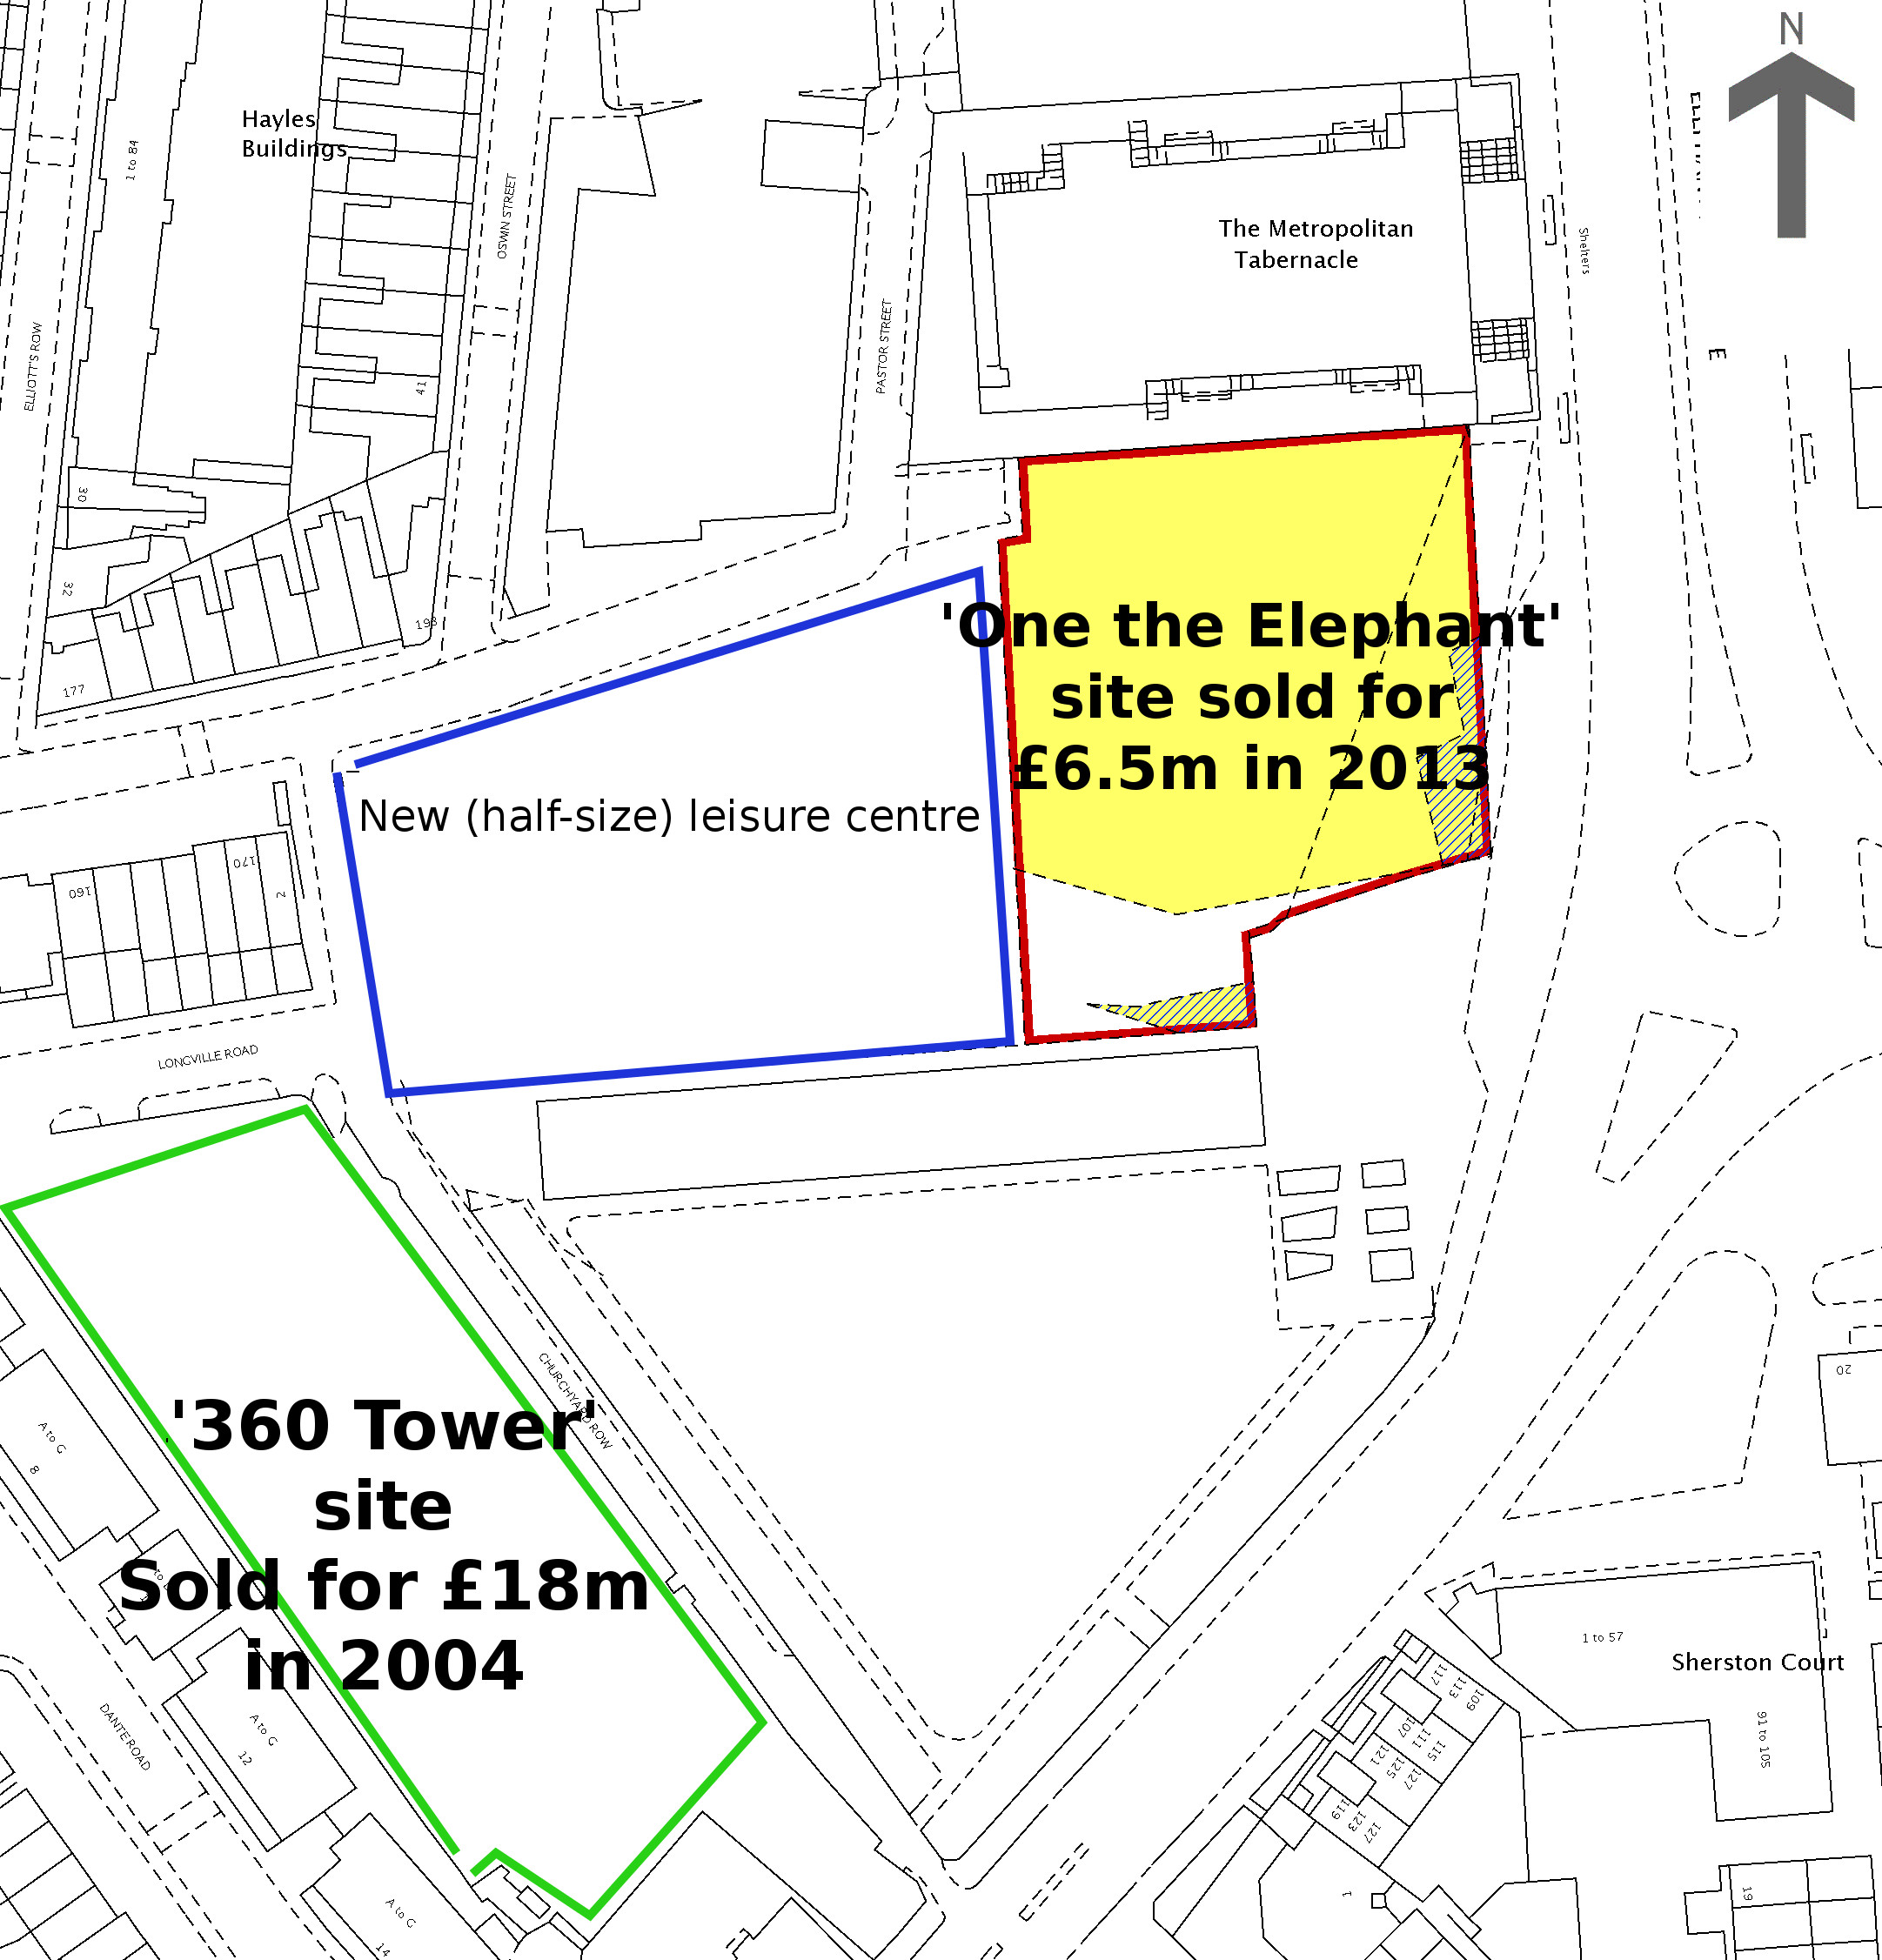 N
Hayles
Buildings
1 to 84
OSWIN STREET
ELLIOTT'S ROW
41
PASTOR STREET
The Metropolitan
Tabernacle
Shelters
30
32
193
177
'One the Elephant'
site sold for
£6.5m in 2013
New (half-size) leisure centre
170
160
2
LONGVILLE ROAD
CHURCHYARD ROW
'360 Tower'
site
Sold for £18m
in 2004
A to G
8
DANTE ROAD
A to G
12
A to G
14
20
1 to 57
Sherston Court
91 to 105
117
113
109
107
111
115
121
125
127
119
123
127
1
19